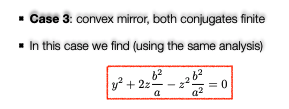 ▪ Case 3: convex mirror, both conjugates finite
▪ In this case we find (using the same analysis)
y² + 2z b²/a − z² b²/a² = 0